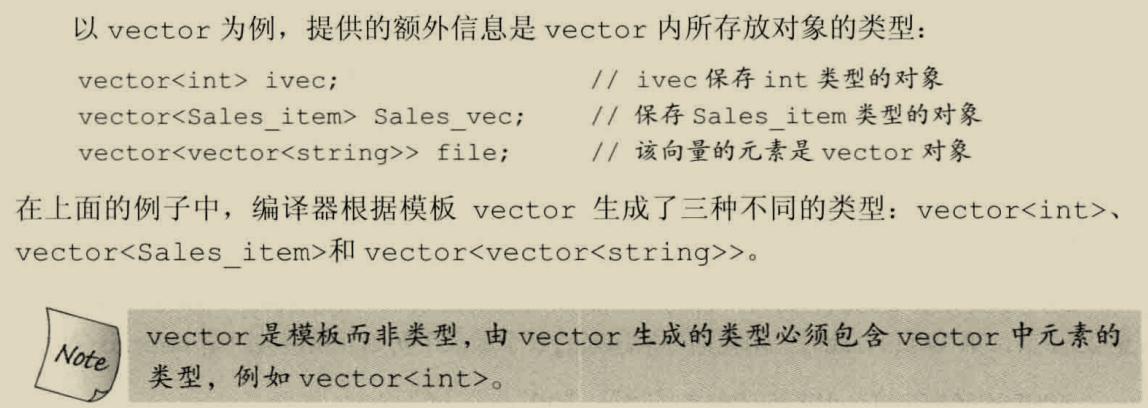 以 vector 为例，提供的额外信息是 vector 内所存放对象的类型：
vector<int> ivec; // ivec 保存 int 类型的对象
vector<Sales_item> Sales_vec; // 保存 Sales_item 类型的对象
vector<vector<string>> file; // 该向量的元素是 vector 对象
在上面的例子中，编译器根据模板 vector 生成了三种不同的类型：vector<int>、
vector<Sales_item>和 vector<vector<string>>。
Note
vector 是模板而非类型，由 vector 生成的类型必须包含 vector 中元素的
类型，例如 vector<int>。